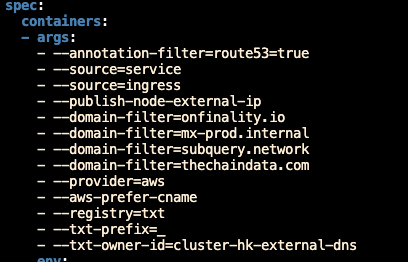 spec:
containers:
- args:
- --annotation-filter=route53=true
- --source=service
- --source=ingress
- --publish-node-external-ip
- --domain-filter=onfinality.io
- --domain-filter=mx-prod.internal
- --domain-filter=subquery.network
- --domain-filter=thechaindata.com
- --provider=aws
- --aws-prefer-cname
- --registry=txt
- --txt-prefix=_
- --txt-owner-id=cluster-hk-external-dns
env: